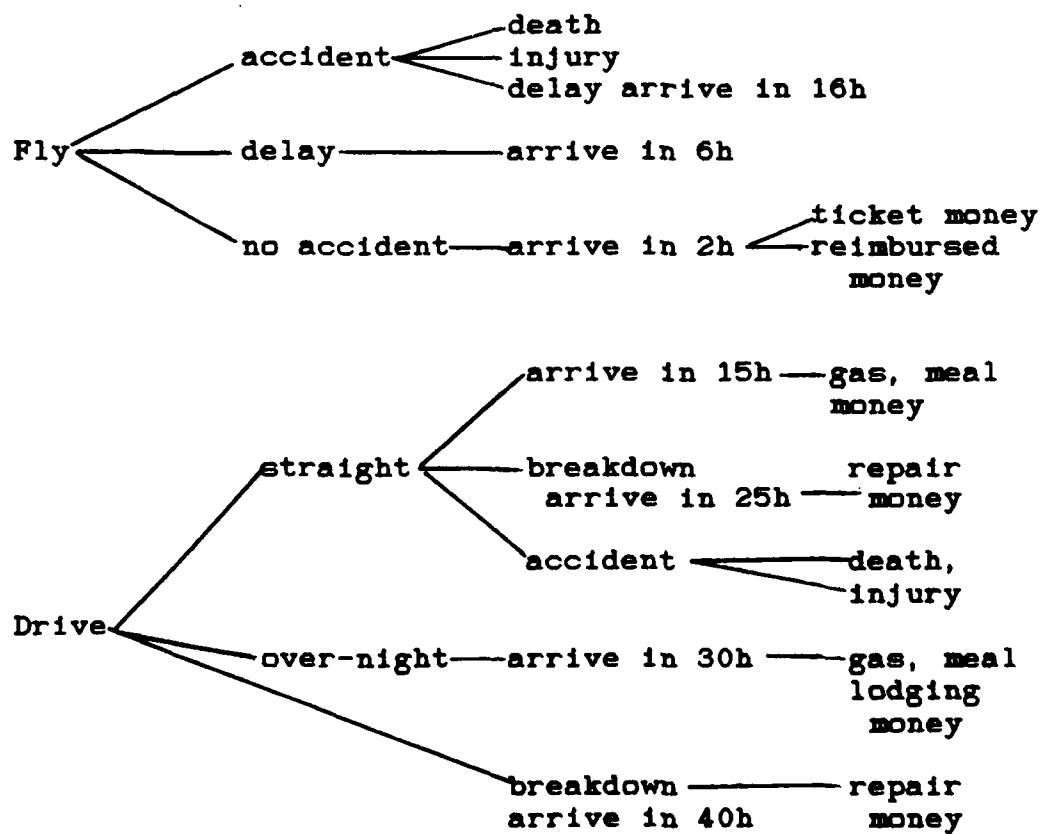 death
accident
injury
delay arrive in 16h
Fly
delay
arrive in 6h
ticket money
no accident
arrive in 2h
reimbursed
money
arrive in 15h
gas, meal
money
straight
breakdown
repair
arrive in 25h
money
accident
death,
injury
Drive
over-night
arrive in 30h
gas, meal
lodging
money
breakdown
repair
arrive in 40h
money